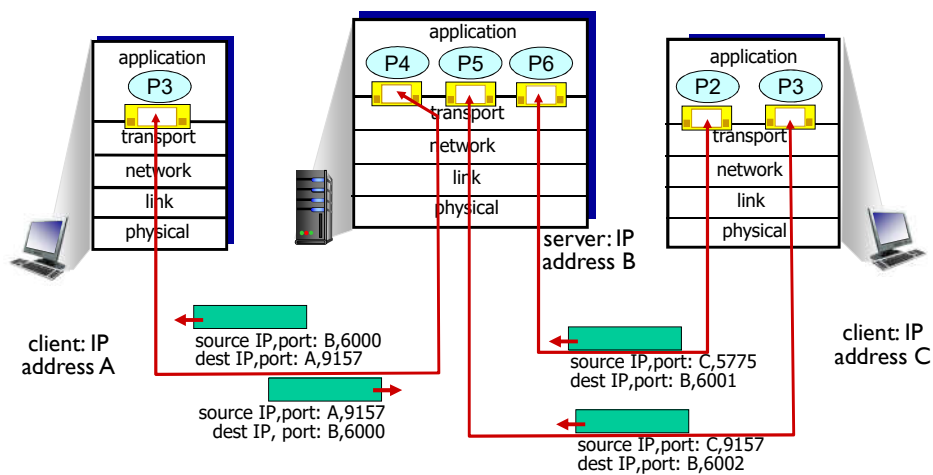 application
P3
transport
network
link
physical
client: IP
address A
application
P4
P5
P6
transport
network
link
physical
server: IP
address B
application
P2
P3
transport
network
link
physical
client: IP
address C
source IP,port: B,6000
dest IP,port: A,9157
source IP,port: A,9157
dest IP, port: B,6000
source IP,port: C,5775
dest IP,port: B,6001
source IP,port: C,9157
dest IP,port: B,6002